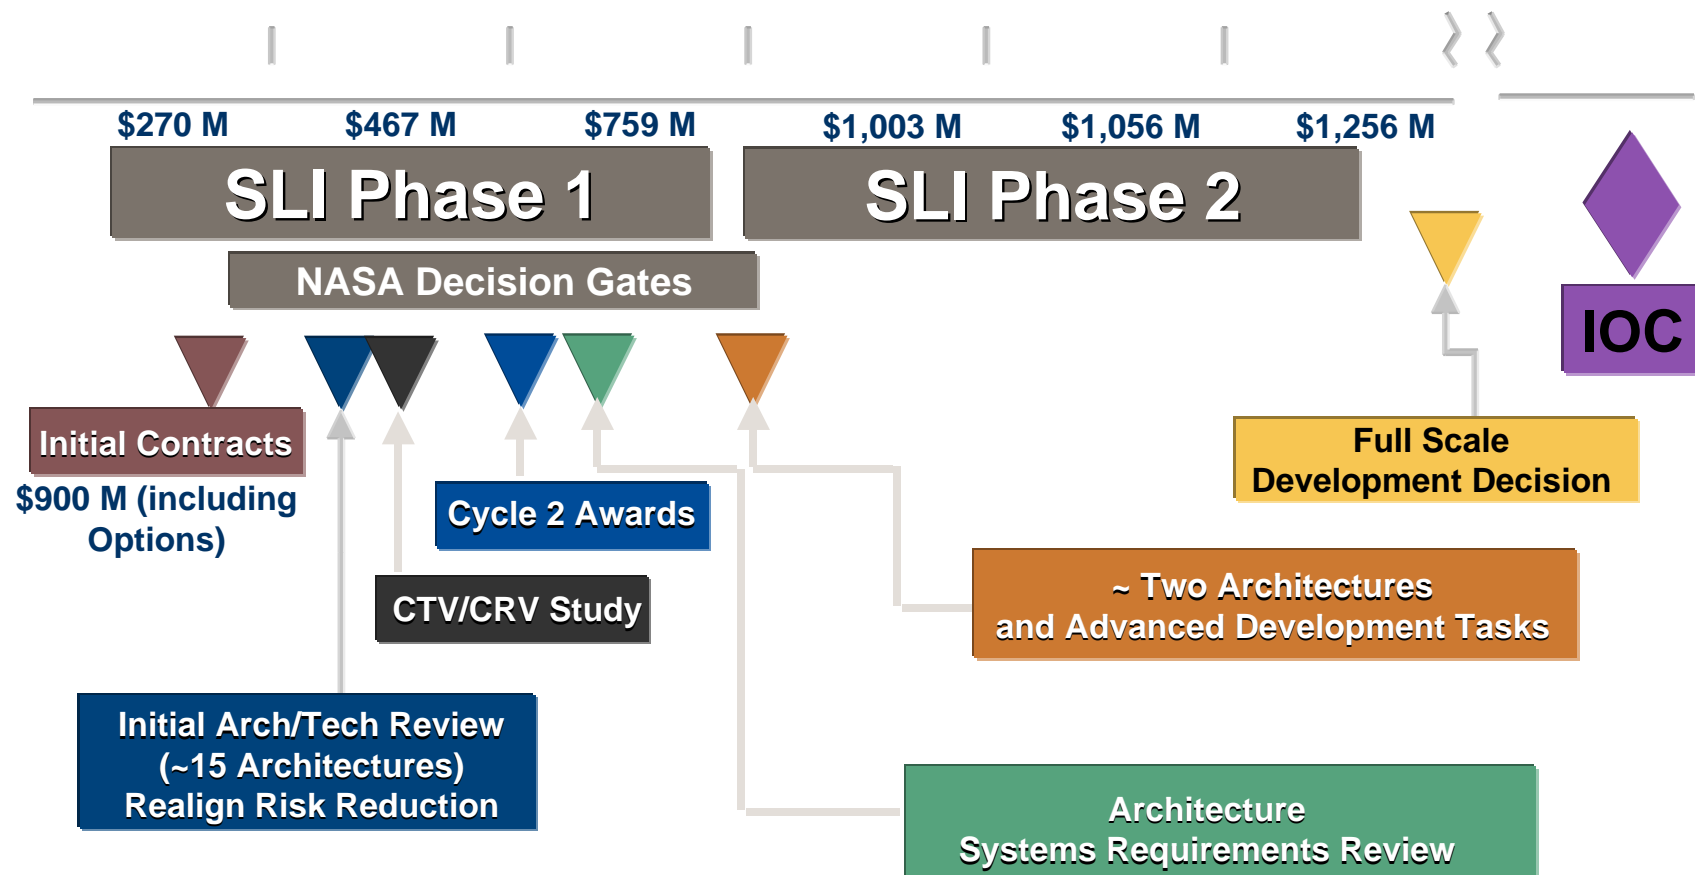 $270 M $467 M $759 M $1,003 M $1,056 M $1,256 M
SLI Phase 1
SLI Phase 2
NASA Decision Gates
IOC
Initial Contracts
$900 M (including
Options)
Full Scale
Development Decision
Cycle 2 Awards
CTV/CRV Study
~ Two Architectures
and Advanced Development Tasks
Initial Arch/Tech Review
(~15 Architectures)
Realign Risk Reduction
Architecture
Systems Requirements Review